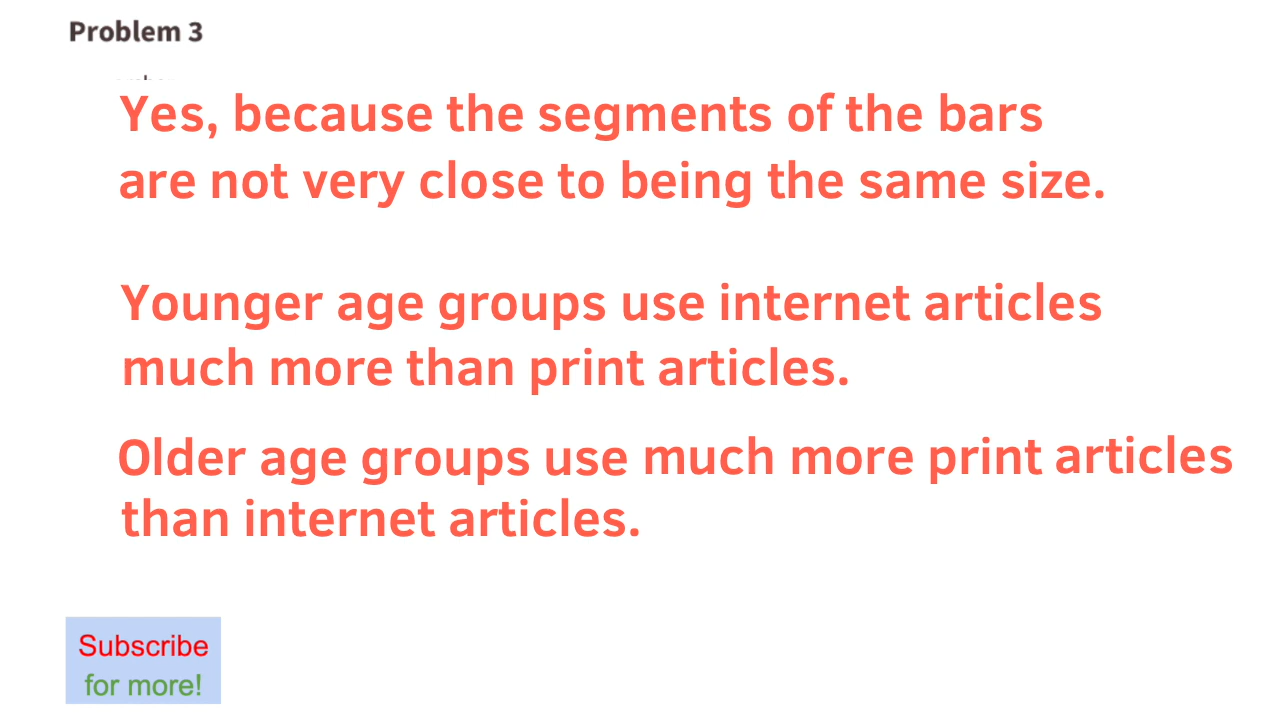 Problem 3
Yes, because the segments of the bars
are not very close to being the same size.
Younger age groups use internet articles
much more than print articles.
Older age groups use much more print articles
than internet articles.
Subscribe
for more!